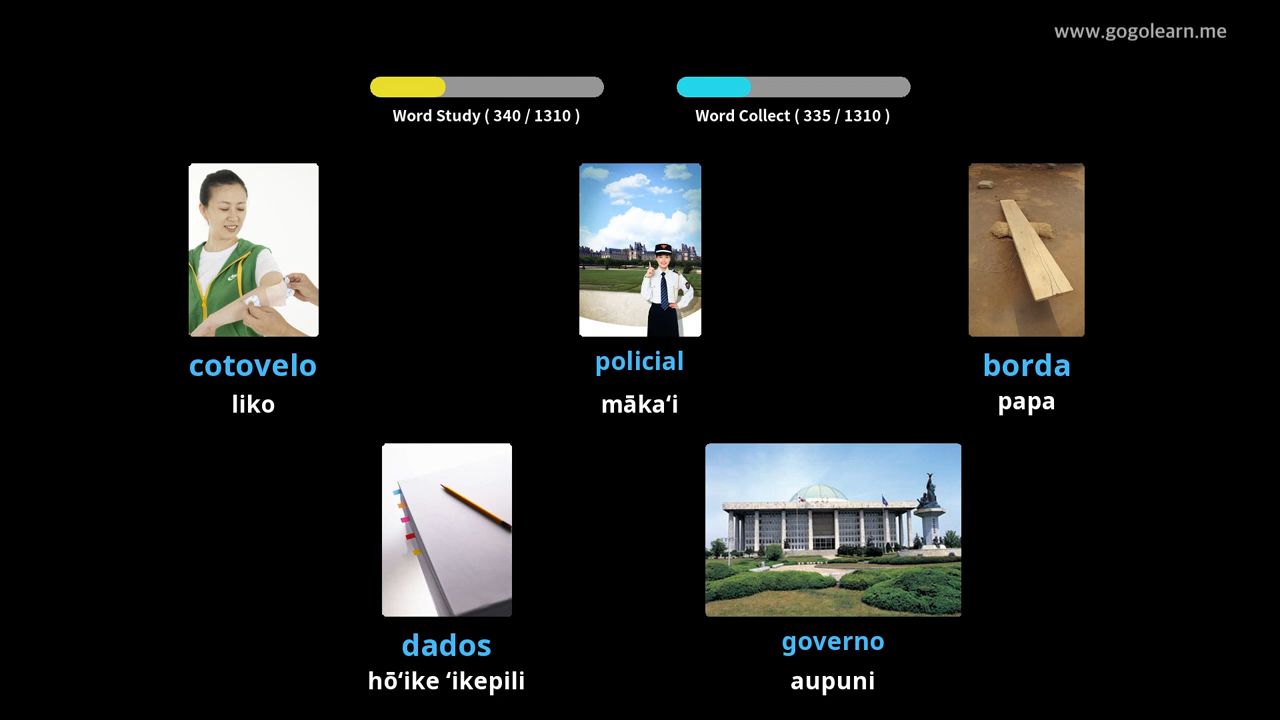 www.gogolearn.me
Word Study ( 340 / 1310 )
Word Collect ( 335 / 1310 )
cotovelo
liko
policial
mākaʻi
borda
papa
dados
hōʻike ʻikepili
governo
aupuni